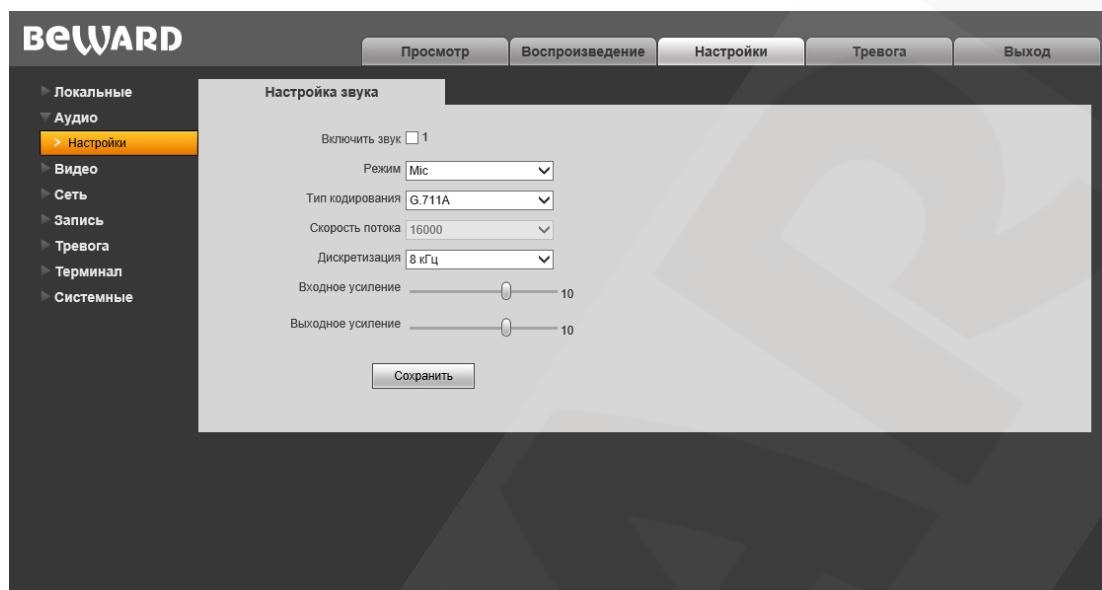 BEWARD
Просмотр
Воспроизведение
Настройки
Тревога
Выход
Локальные
Аудио
> Настройки
Видео
Сеть
Запись
Тревога
Терминал
Системные
Настройка звука
Включить звук 1
Режим Mic
Тип кодирования G.711A
Скорость потока 16000
Дискретизация 8 кГц
Входное усиление 10
Выходное усиление 10
Сохранить